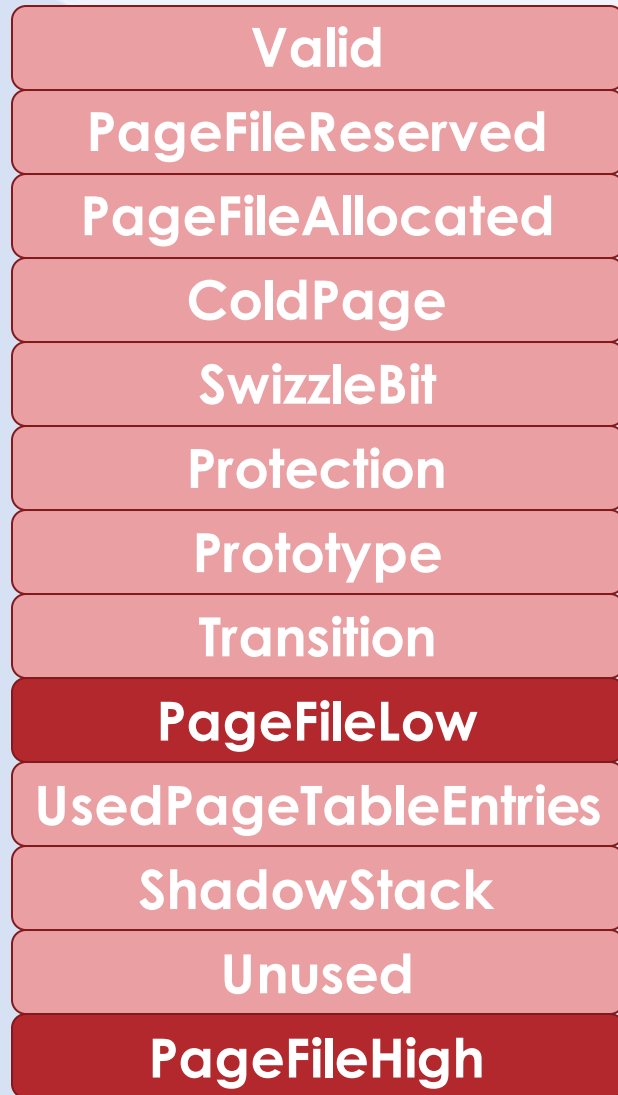 Valid
PageFileReserved
PageFileAllocated
ColdPage
SwizzleBit
Protection
Prototype
Transition
PageFileLow
UsedPageTableEntries
ShadowStack
Unused
PageFileHigh